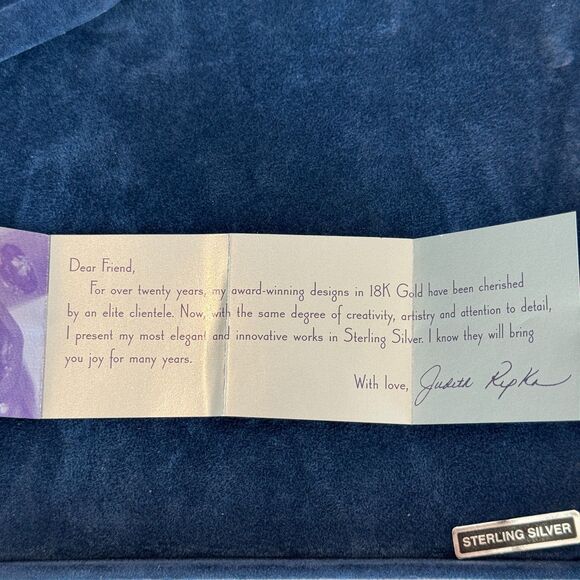 Dear Friend,
For over twenty years, my award-winning designs in 18K Gold have been cherished
by an elite clientele. Now, with the same degree of creativity, artistry and attention to detail,
I present my most elegant and innovative works in Sterling Silver. I know they will bring
you joy for many years.
With love, Judith Ripka
STERLING SILVER